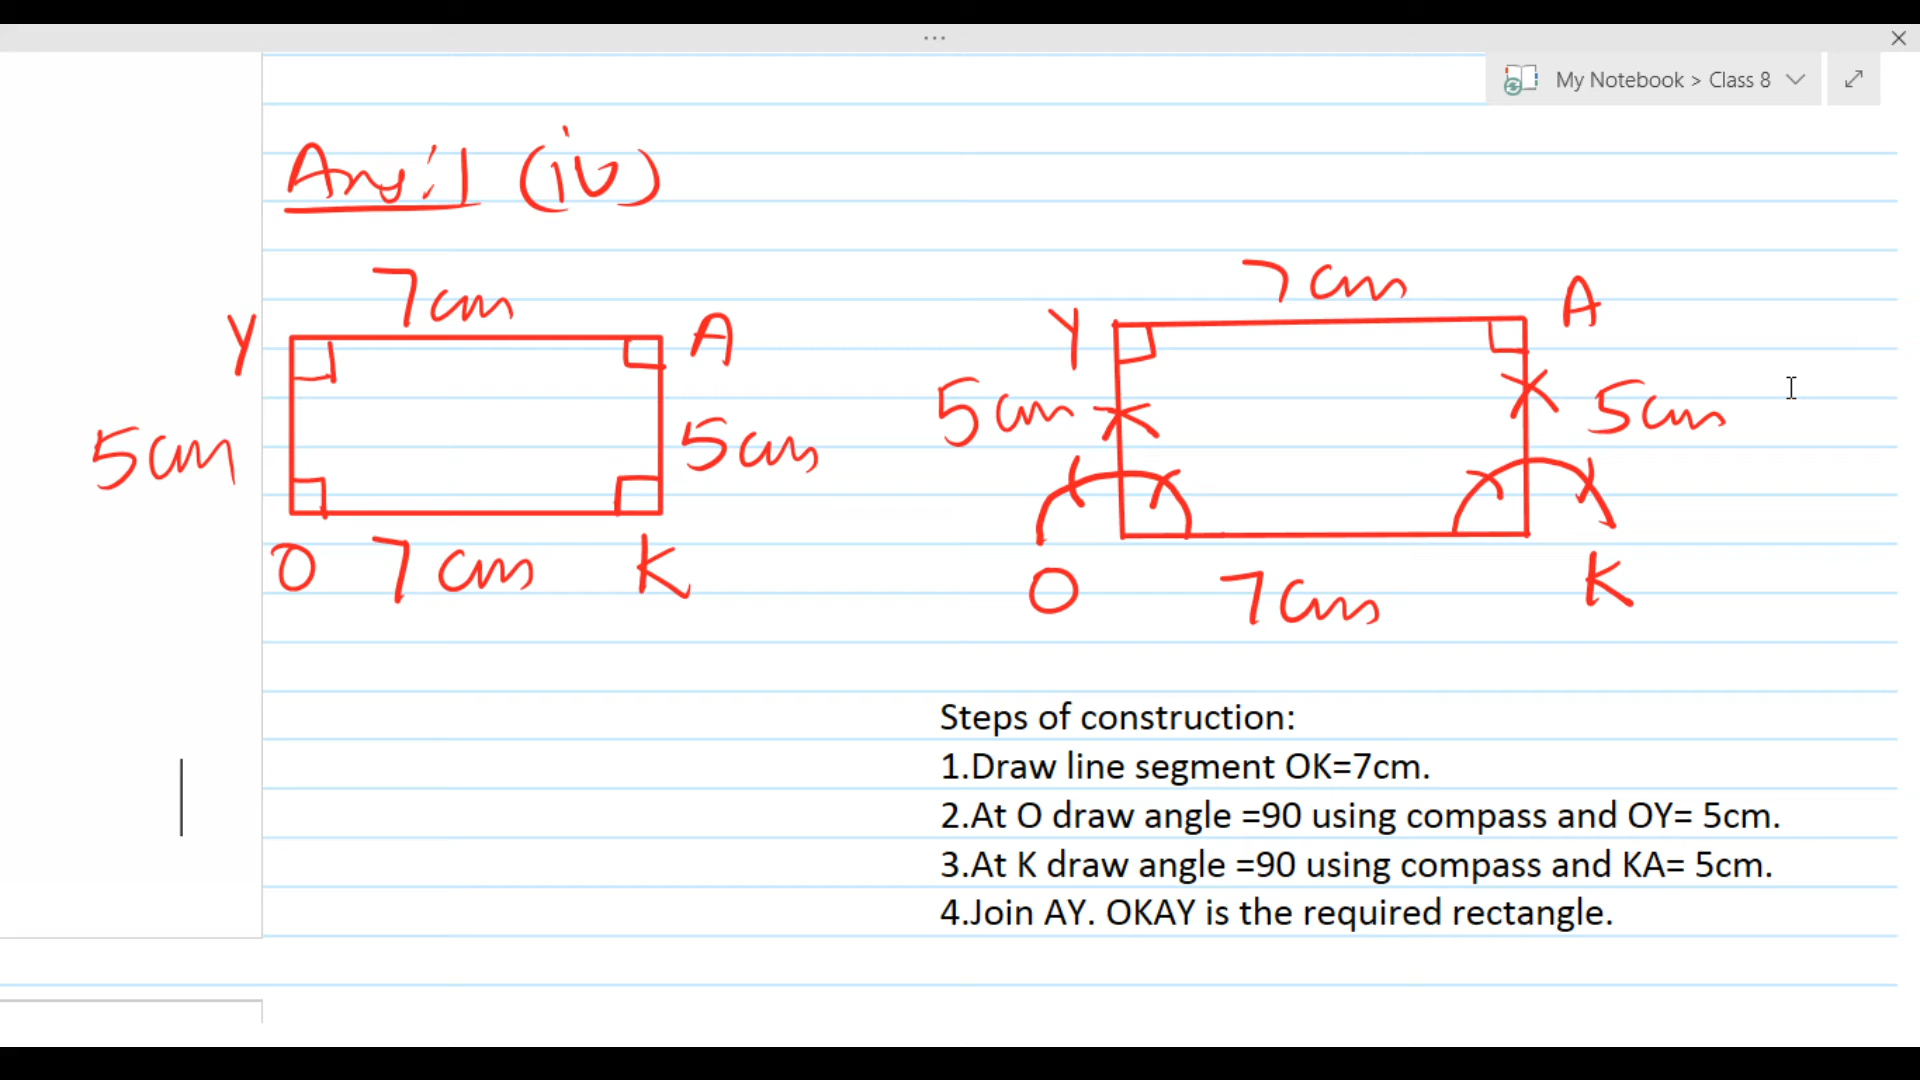 ...
My Notebook > Class 8
Ans:1 (iv)
7cm
Y
A
5cm
5cm
O
7cm
K
7cm
Y
A
5cm
5cm
O
7cm
K
Steps of construction:
1.Draw line segment OK=7cm.
2.At O draw angle =90 using compass and OY= 5cm.
3.At K draw angle =90 using compass and KA= 5cm.
4.Join AY. OKAY is the required rectangle.